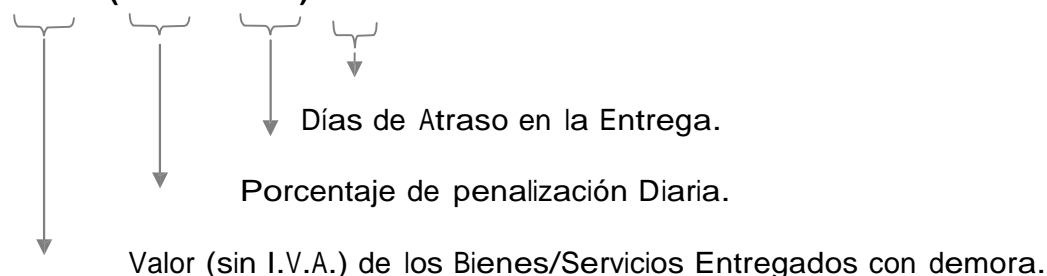 Días de Atraso en la Entrega.
Porcentaje de penalización Diaria.
Valor (sin I.V.A.) de los Bienes/Servicios Entregados con demora.